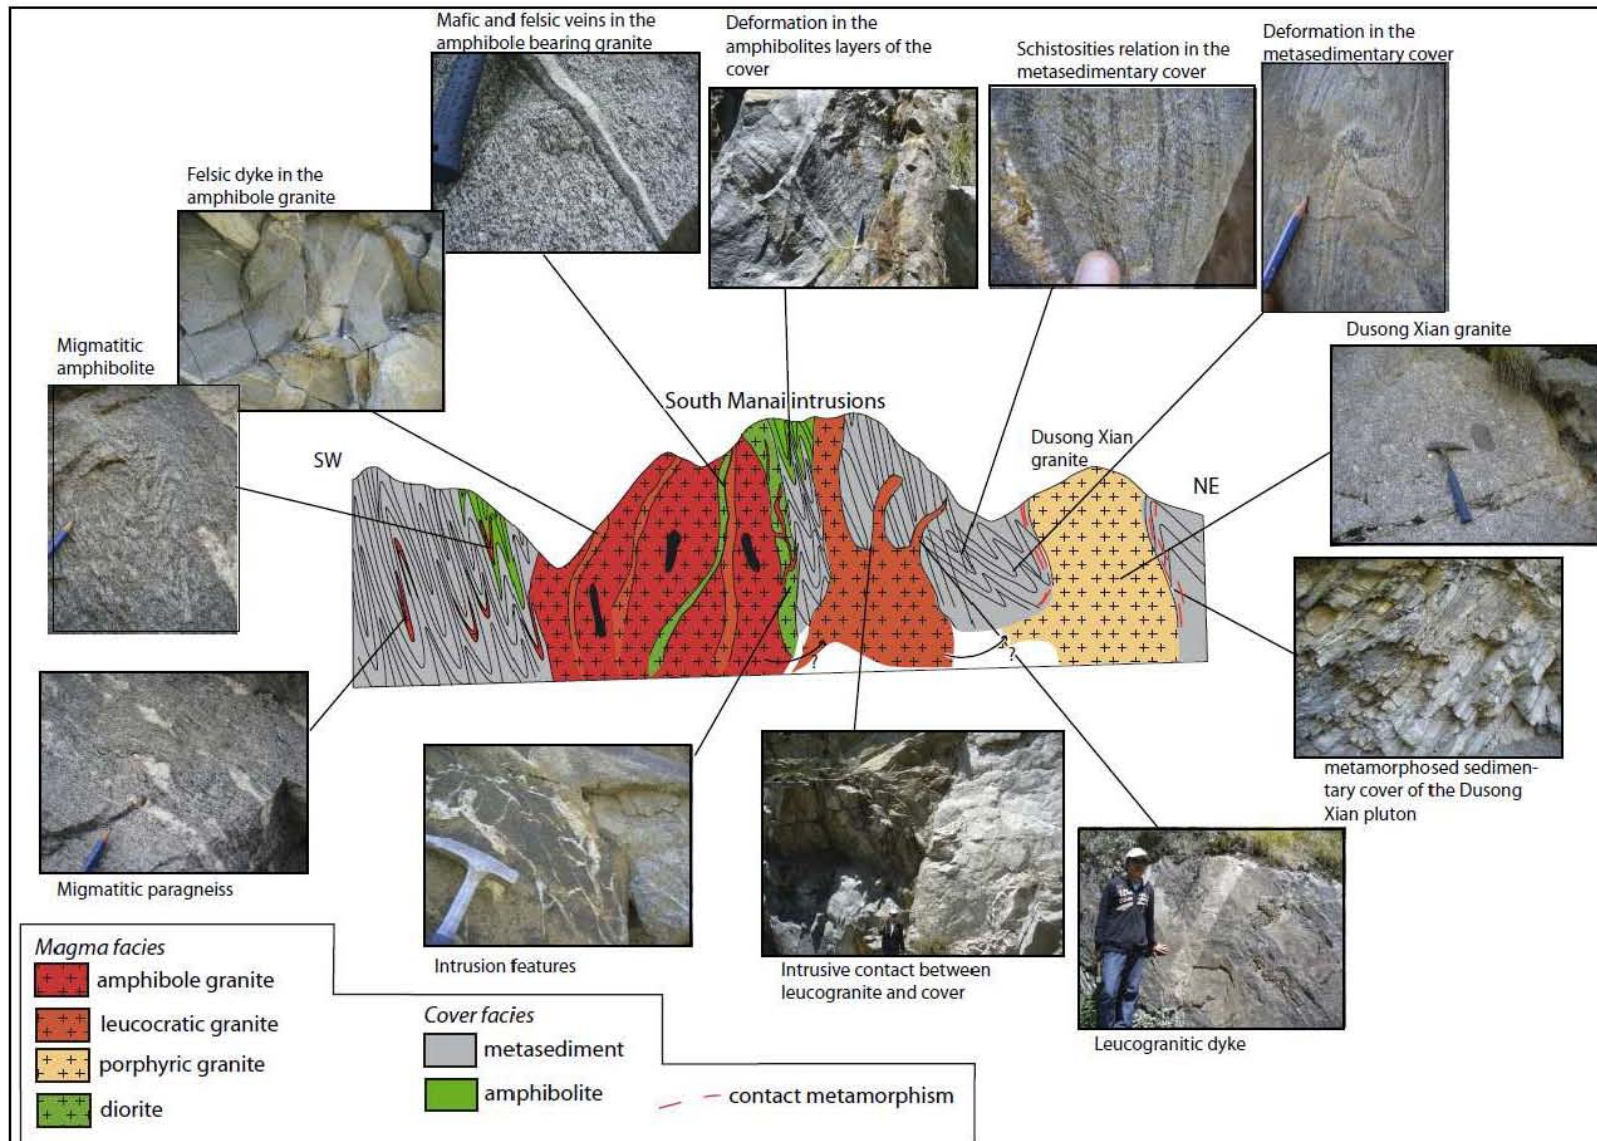 Mafic and felsic veins in the
amphibole bearing granite
Deformation in the
amphibolites layers of the
cover
Schistosities relation in the
metasedimentary cover
Deformation in the
metasedimentary cover
Felsic dyke in the
amphibole granite
Migmatitic
amphibolite
Dusong Xian granite
South Manai intrusions
SW
Dusong Xian
granite
NE
?
?
metamorphosed sedimen-
tary cover of the Dusong
Xian pluton
Migmatitic paragneiss
Intrusion features
Intrusive contact between
leucogranite and cover
Leucogranitic dyke
Magma facies
amphibole granite
leucocratic granite
porphyric granite
diorite
Cover facies
metasediment
amphibolite
contact metamorphism